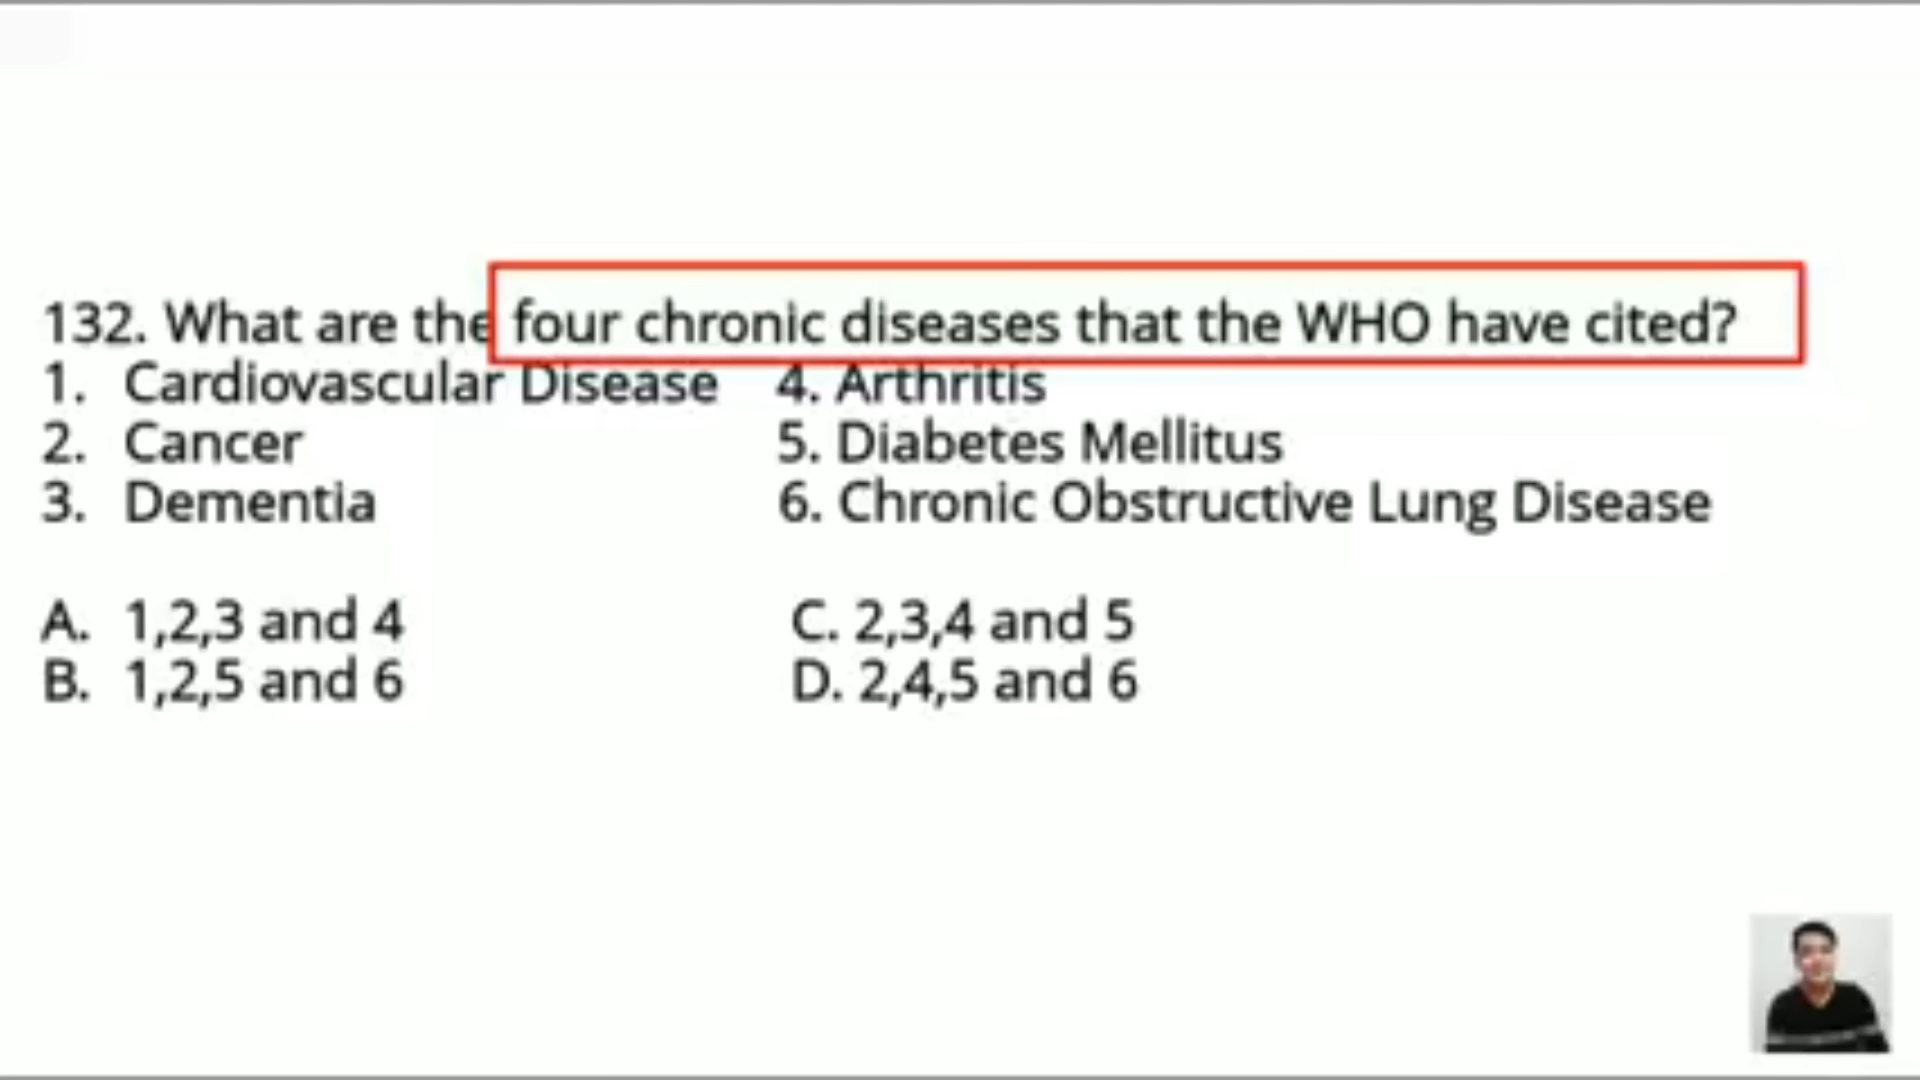 132. What are the four chronic diseases that the WHO have cited?
1. Cardiovascular Disease 4. Arthritis
2. Cancer 5. Diabetes Mellitus
3. Dementia 6. Chronic Obstructive Lung Disease
A. 1,2,3 and 4 C. 2,3,4 and 5
B. 1,2,5 and 6 D. 2,4,5 and 6